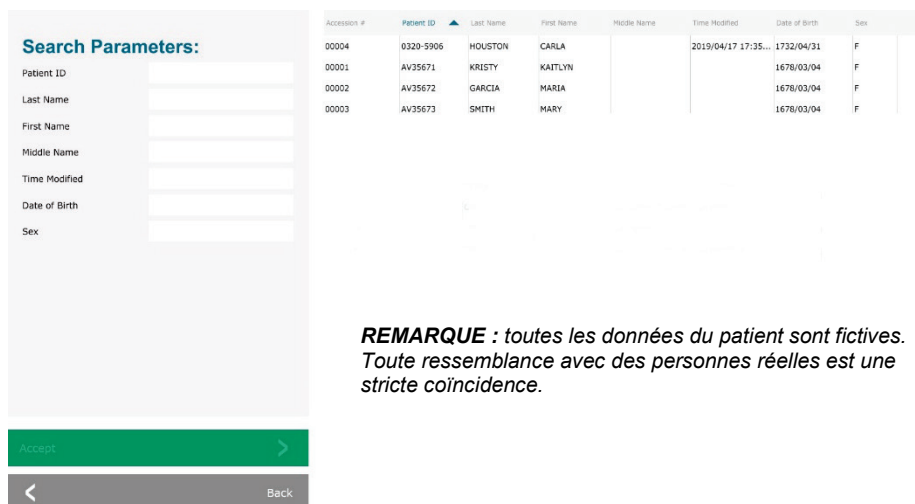 Search Parameters:
Patient ID
Last Name
First Name
Middle Name
Time Modified
Date of Birth
Sex
Accept
Back
Accession # Patient ID Last Name First Name Middle Name Time Modified Date of Birth Sex
00004 0320-5906 HOUSTON CARLA 2019/04/17 17:35... 1732/04/31 F
00001 AV35671 KRISTY KAITLYN 1678/03/04 F
00002 AV35672 GARCIA MARIA 1678/03/04 F
00003 AV35673 SMITH MARY 1678/03/04 F
REMARQUE : toutes les données du patient sont fictives.
Toute ressemblance avec des personnes réelles est une
stricte coïncidence.